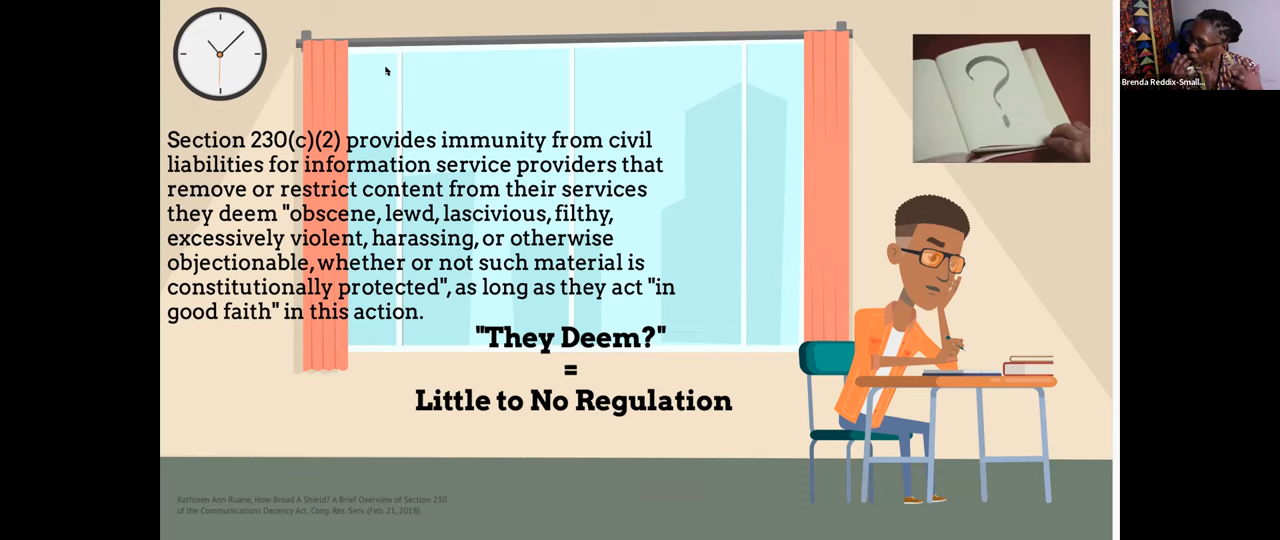 Section 230(c)(2) provides immunity from civil
liabilities for information service providers that
remove or restrict content from their services
they deem "obscene, lewd, lascivious, filthy,
excessively violent, harassing, or otherwise
objectionable, whether or not such material is
constitutionally protected", as long as they act "in
good faith" in this action.
"They Deem?"
=
Little to No Regulation
Kathleen Ann Ruane, How Broad A Shield? A Brief Overview of Section 230
of the Communications Decency Act, Cong. Res. Serv. (Feb. 21, 2018).
?
Brenda Reddix-Small...